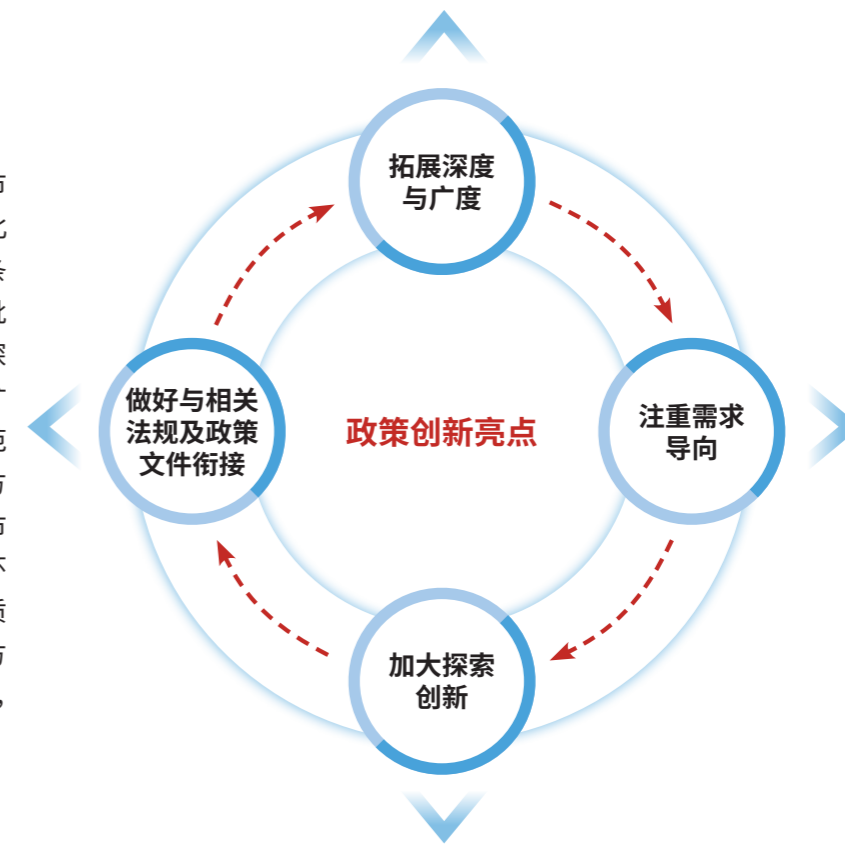 拓展深度
与广度
做好与相关
法规及政策
文件衔接
政策创新亮点
注重需求
导向
加大探索
创新